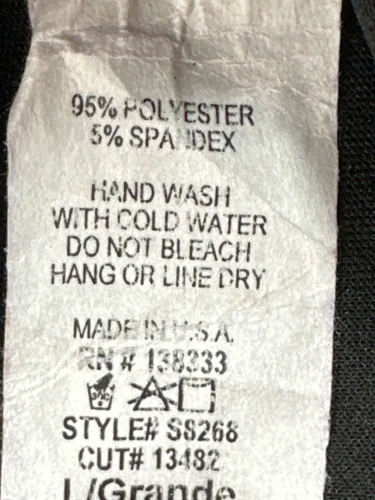 95% POLYESTER
5% SPANDEX
HAND WASH
WITH COLD WATER
DO NOT BLEACH
HANG OR LINE DRY
MADE IN U.S.A.
RN # 138333
STYLE# S8268
CUT# 13482
L/Grande